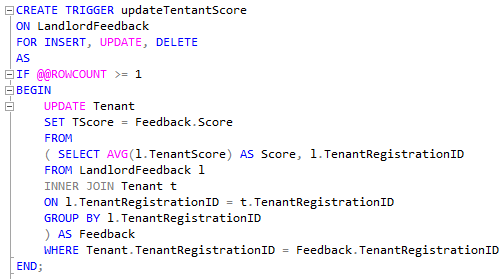 CREATE TRIGGER updateTentantScore
ON LandlordFeedback
FOR INSERT, UPDATE, DELETE
AS
IF @@ROWCOUNT >= 1
BEGIN
UPDATE Tenant
SET TScore = Feedback.Score
FROM
( SELECT AVG(l.TenantScore) AS Score, l.TenantRegistrationID
FROM LandlordFeedback l
INNER JOIN Tenant t
ON l.TenantRegistrationID = t.TenantRegistrationID
GROUP BY l.TenantRegistrationID
) AS Feedback
WHERE Tenant.TenantRegistrationID = Feedback.TenantRegistrationID
END;